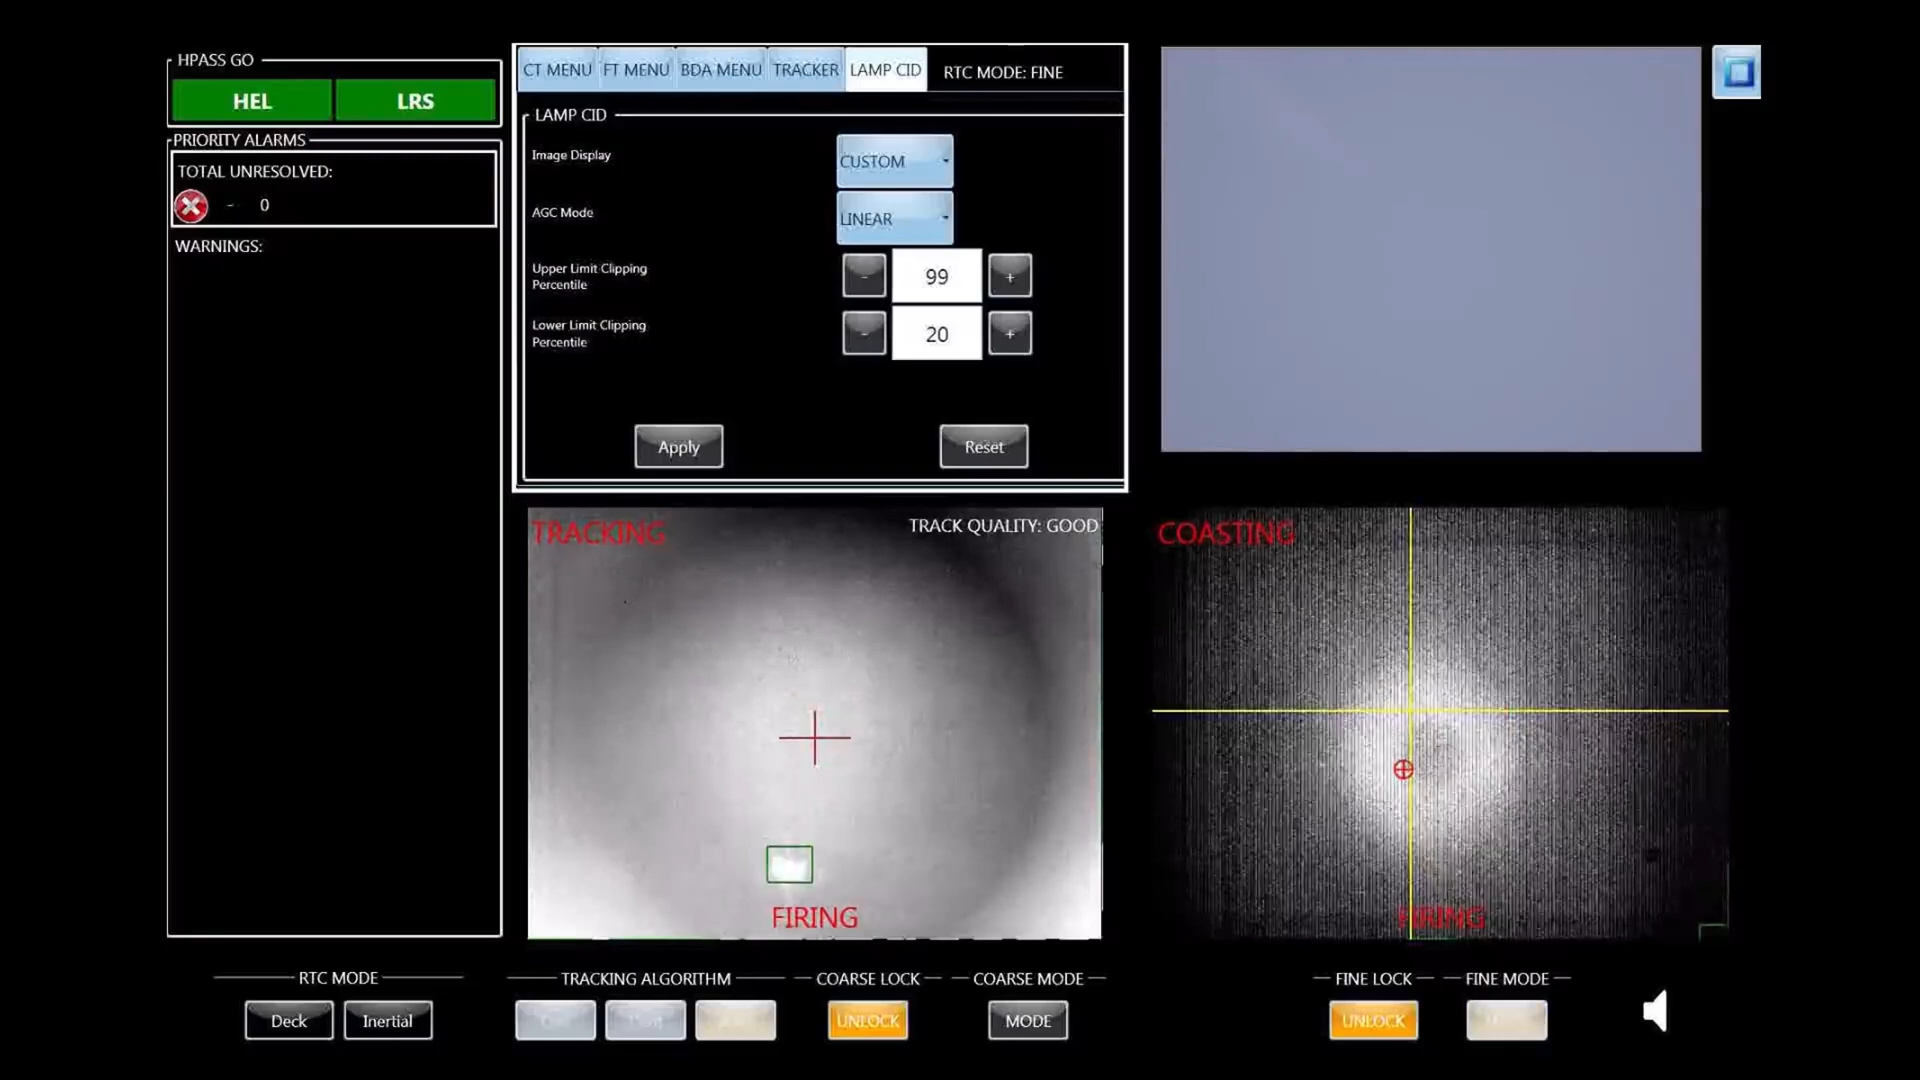 HPASS GO
HEL
LRS
PRIORITY ALARMS
TOTAL UNRESOLVED:
- 0
WARNINGS:
CT MENU
FT MENU
BDA MENU
TRACKER
LAMP CID
RTC MODE: FINE
LAMP CID
Image Display
CUSTOM
AGC Mode
LINEAR
Upper Limit Clipping
Percentile
- 99 +
Lower Limit Clipping
Percentile
- 20 +
Apply
Reset
TRACKING
TRACK QUALITY: GOOD
FIRING
COASTING
FIRING
RTC MODE
Deck
Inertial
TRACKING ALGORITHM
COARSE LOCK
UNLOCK
COARSE MODE
MODE
FINE LOCK
UNLOCK
FINE MODE